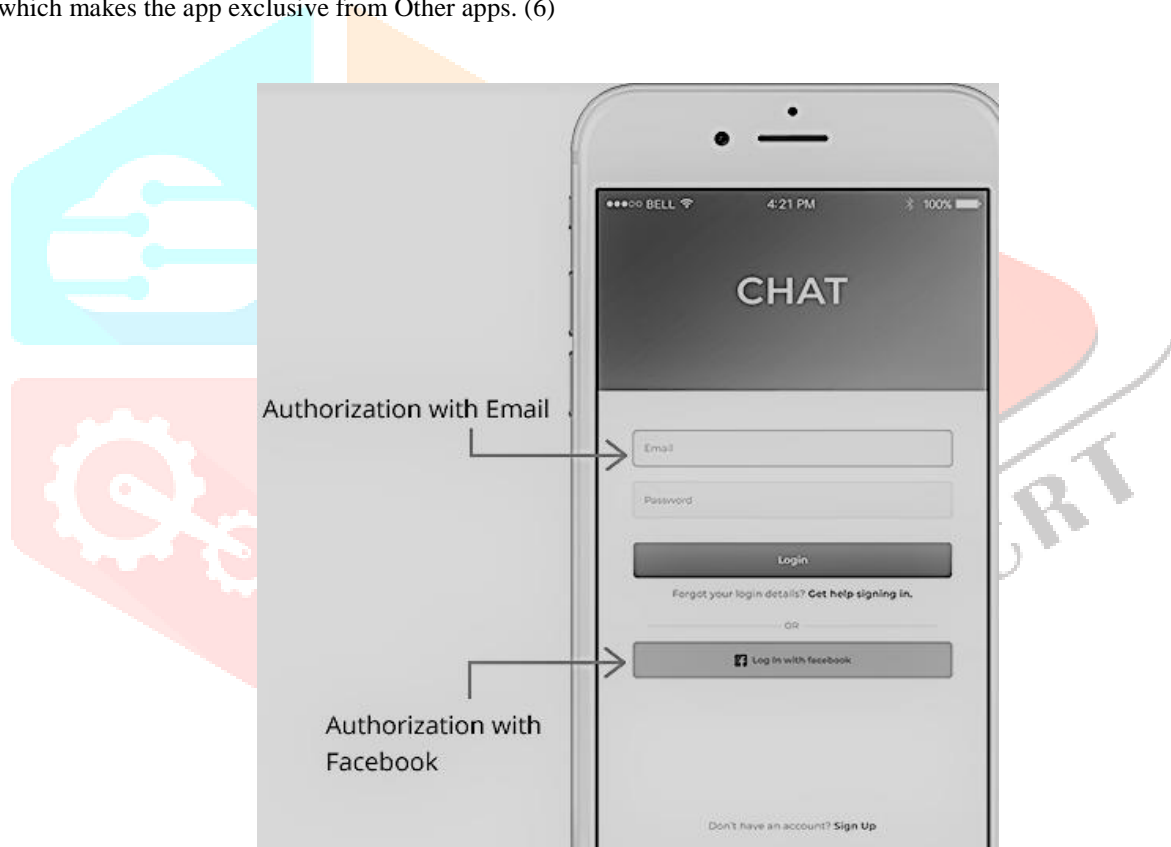 which makes the app exclusive from Other apps. (6)
●●●○○ BELL 4:21 PM 100%
CHAT
Authorization with Email
Email
Password
Login
Forgot your login details? Get help signing in.
OR
Log In with facebook
Authorization with
Facebook
Don't have an account? Sign Up